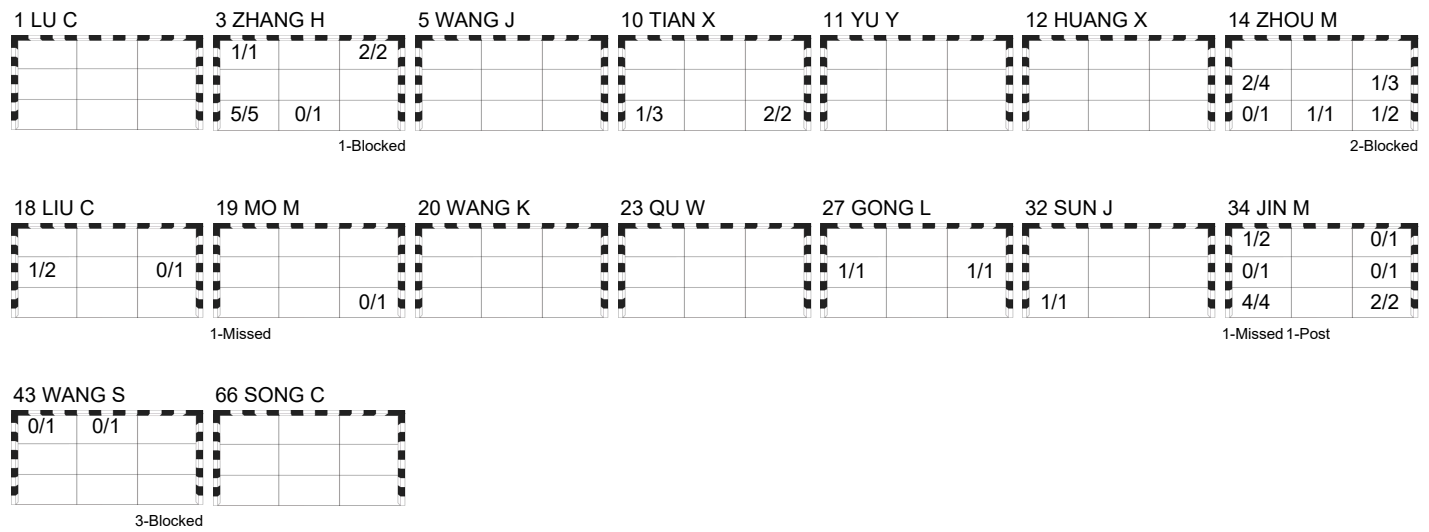 1 LU C 3 ZHANG H 5 WANG J 10 TIAN X 11 YU Y 12 HUANG X 14 ZHOU M
1/1 2/2
2/4 1/3
5/5 0/1 1/3 2/2 0/1 1/1 1/2
1-Blocked 2-Blocked
18 LIU C 19 MO M 20 WANG K 23 QU W 27 GONG L 32 SUN J 34 JIN M
1/2 0/1
1/2 0/1 1/1 1/1 0/1 0/1
0/1 1/1 4/4 2/2
1-Missed 1-Missed 1-Post
43 WANG S 66 SONG C
0/1 0/1
3-Blocked